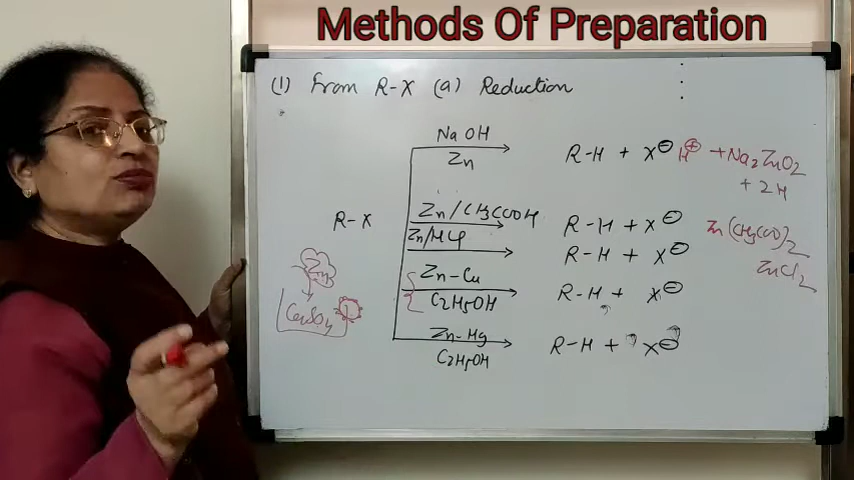 Methods Of Preparation
(1) From R-X (a) Reduction
NaOH
Zn
R-H + X⊖ H⊕ + Na2ZnO2
+ 2H
R-X
Zn/CH3COOH
R-H + X⊖ Zn(CH3COO)2
Zn/HCl
R-H + X⊖
ZnCl2
Zn-Cu
C2H5OH
R-H + X⊖
Zn
CuSO4
Zn-Hg
C2H5OH
R-H + X⊖